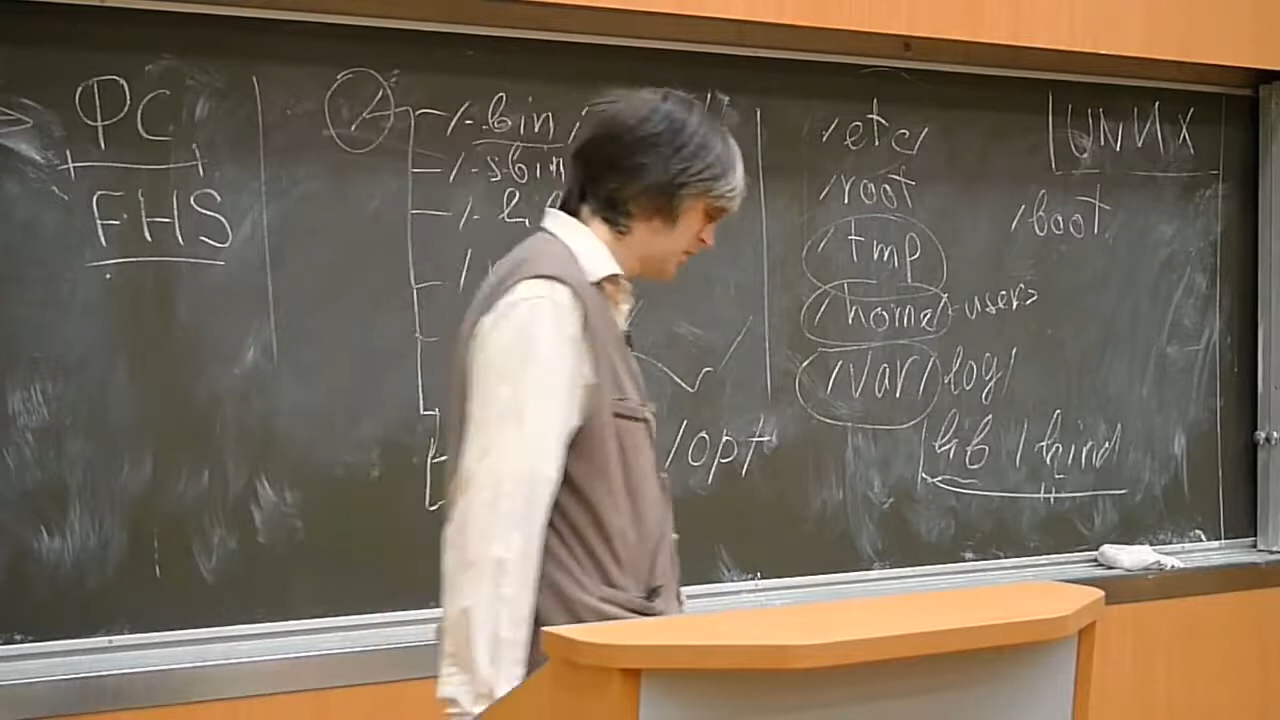 ФС
FHS
/-bin
/-sbin
/opt
/etc/
/root
/tmp
/home/-users
/var/log/
lib/bind
UNIX
/boot